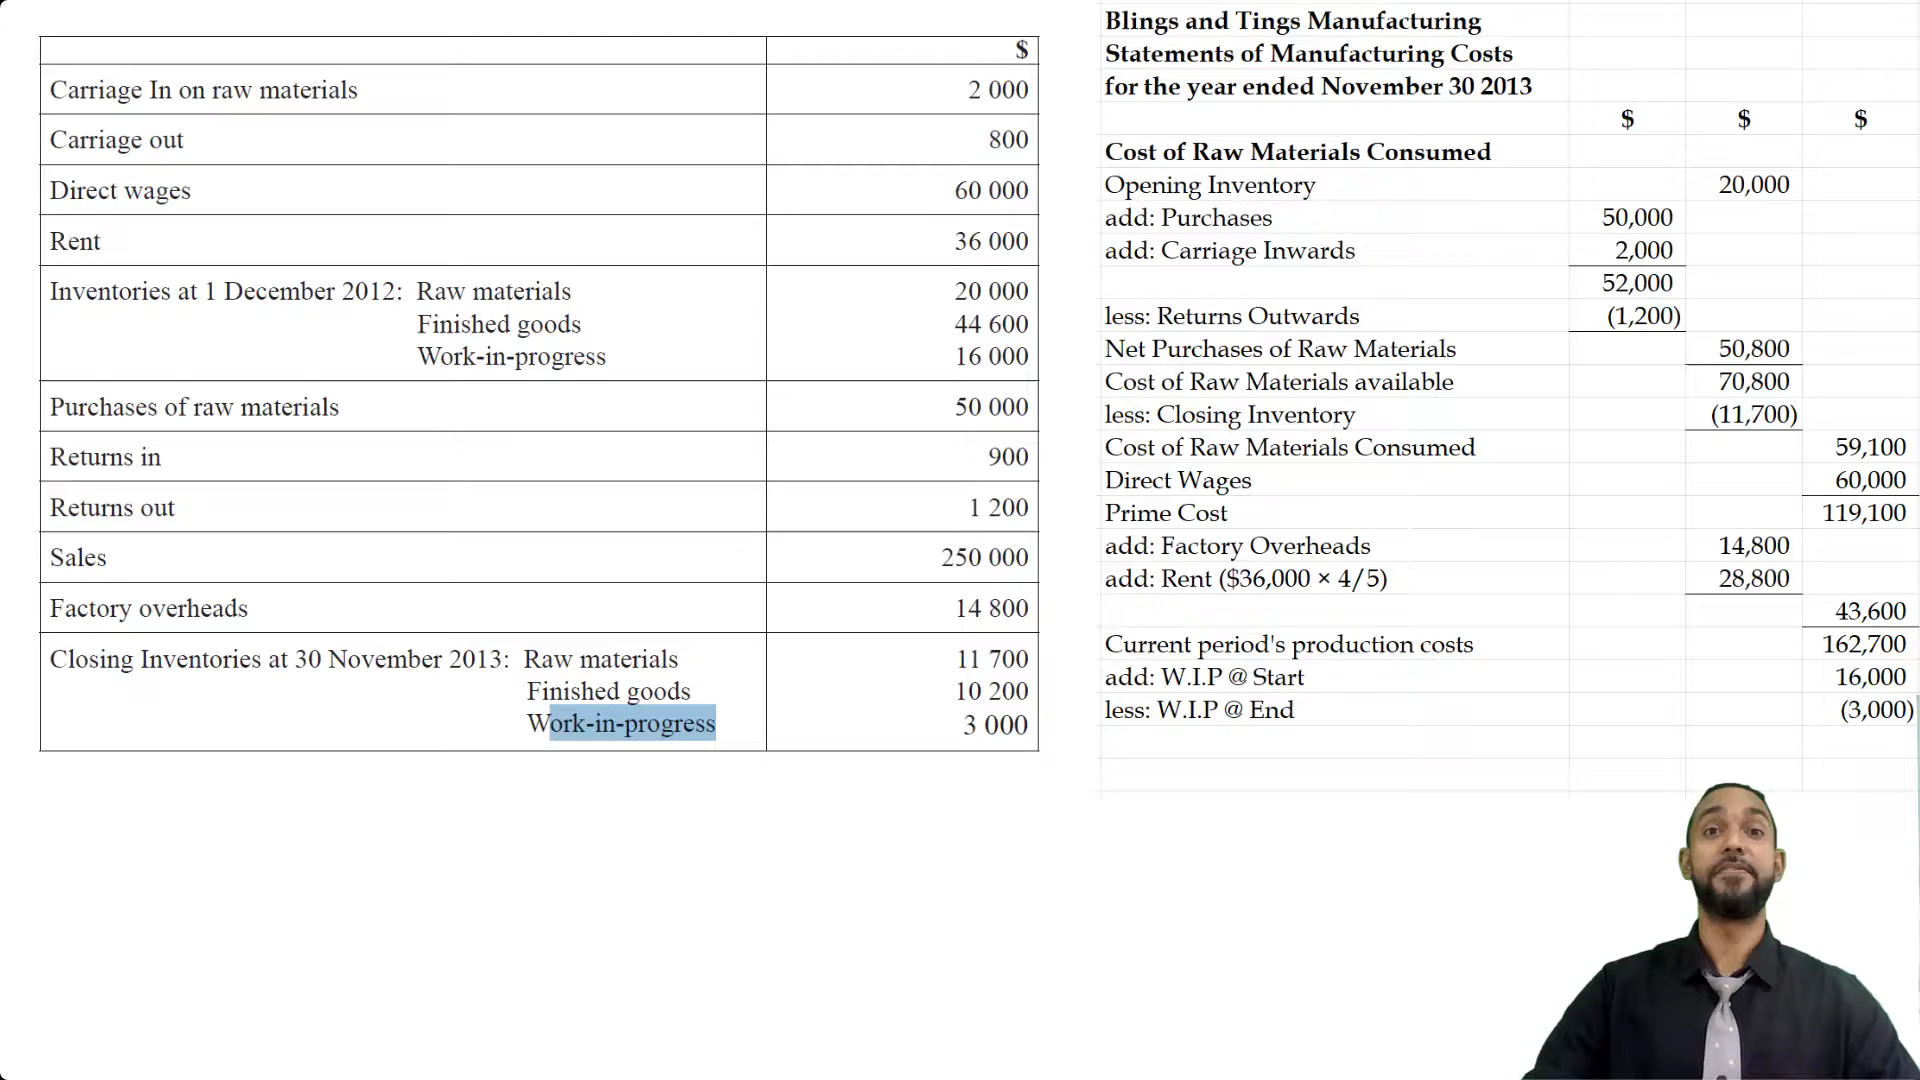 $
Carriage In on raw materials 2 000
Carriage out 800
Direct wages 60 000
Rent 36 000
Inventories at 1 December 2012: Raw materials 20 000
Finished goods 44 600
Work-in-progress 16 000
Purchases of raw materials 50 000
Returns in 900
Returns out 1 200
Sales 250 000
Factory overheads 14 800
Closing Inventories at 30 November 2013: Raw materials 11 700
Finished goods 10 200
Work-in-progress 3 000
Blings and Tings Manufacturing
Statements of Manufacturing Costs
for the year ended November 30 2013
$ $ $
Cost of Raw Materials Consumed
Opening Inventory 20,000
add: Purchases 50,000
add: Carriage Inwards 2,000
52,000
less: Returns Outwards (1,200)
Net Purchases of Raw Materials 50,800
Cost of Raw Materials available 70,800
less: Closing Inventory (11,700)
Cost of Raw Materials Consumed 59,100
Direct Wages 60,000
Prime Cost 119,100
add: Factory Overheads 14,800
add: Rent ($36,000 × 4/5) 28,800
43,600
Current period's production costs 162,700
add: W.I.P @ Start 16,000
less: W.I.P @ End (3,000)